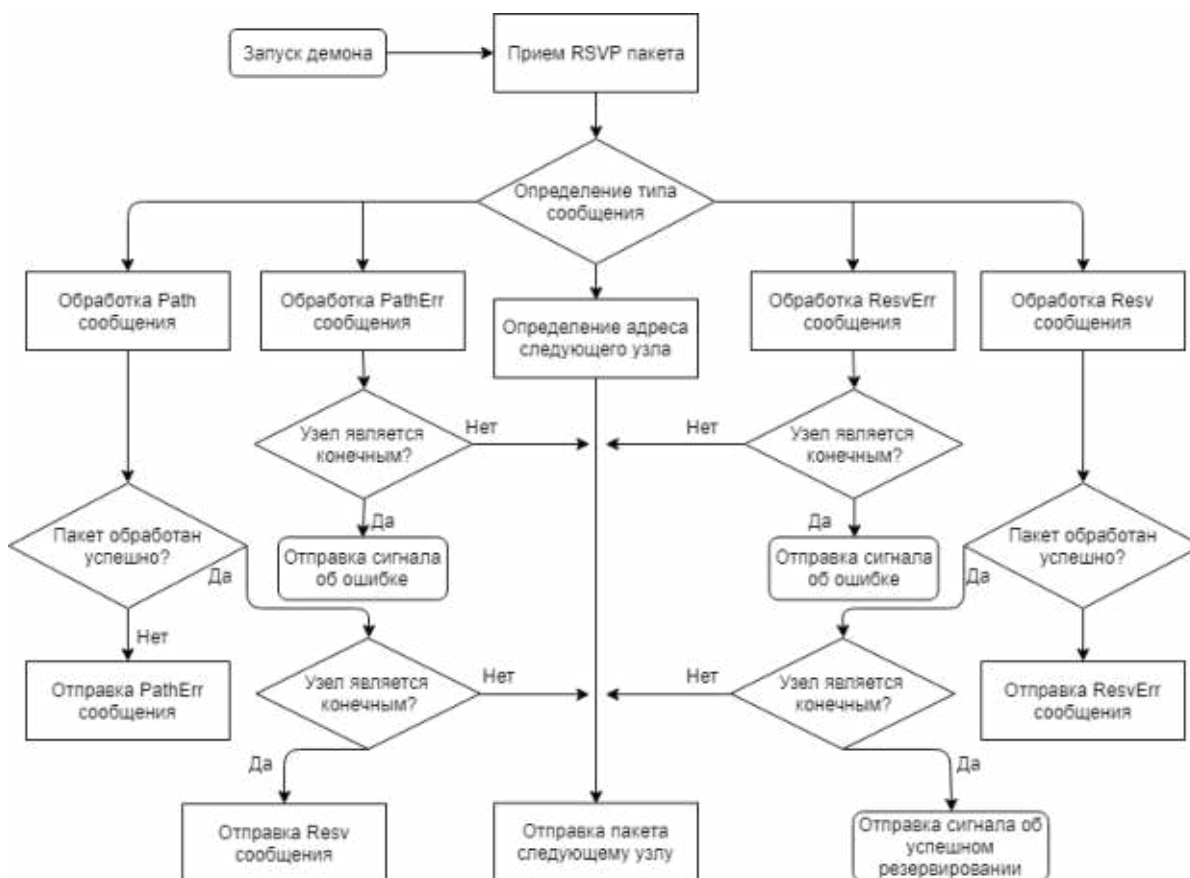 Запуск демона
Прием RSVP пакета
Определение типа
сообщения
Обработка Path
сообщения
Обработка PathErr
сообщения
Определение адреса
следующего узла
Обработка ResvErr
сообщения
Обработка Resv
сообщения
Узел является
конечным?
Нет
Нет
Узел является
конечным?
Да
Да
Пакет обработан
успешно?
Да
Отправка сигнала
об ошибке
Отправка сигнала
об ошибке
Пакет обработан
успешно?
Да
Нет
Нет
Отправка PathErr
сообщения
Узел является
конечным?
Нет
Нет
Узел является
конечным?
Отправка ResvErr
сообщения
Да
Да
Отправка Resv
сообщения
Отправка пакета
следующему узлу
Отправка сигнала об
успешном
резервировании